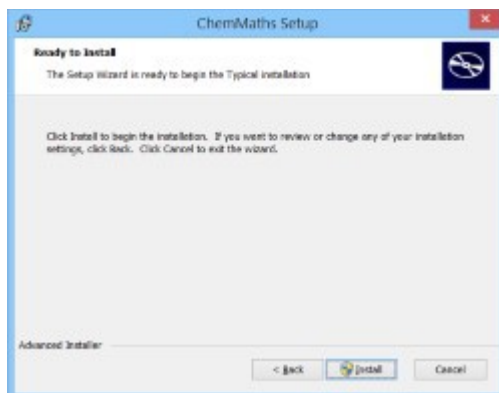 ChemMaths Setup
Ready to Install
The Setup Wizard is ready to begin the Typical installation
Click Install to begin the installation. If you want to review or change any of your installation
settings, click Back. Click Cancel to exit the wizard.
Advanced Installer
< Back Install Cancel